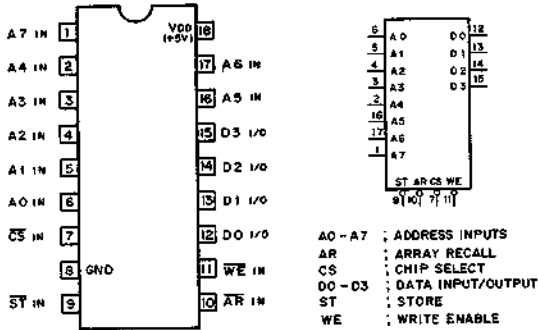 A7 IN 1 VDD (+5V) 18
A4 IN 2 17 A6 IN
A3 IN 3 16 A5 IN
A2 IN 4 15 D3 I/O
A1 IN 5 14 D2 I/O
A0 IN 6 13 D1 I/O
CS IN 7 12 D0 I/O
8 GND 11 WE IN
ST IN 9 10 AR IN
6 A0 D0 12
5 A1 D1 13
4 A2 D2 14
3 A3 D3 15
2 A4
16 A5
17 A6
1 A7
ST AR CS WE
9 10 7 11
A0-A7 : ADDRESS INPUTS
AR : ARRAY RECALL
CS : CHIP SELECT
D0-D3 : DATA INPUT/OUTPUT
ST : STORE
WE : WRITE ENABLE